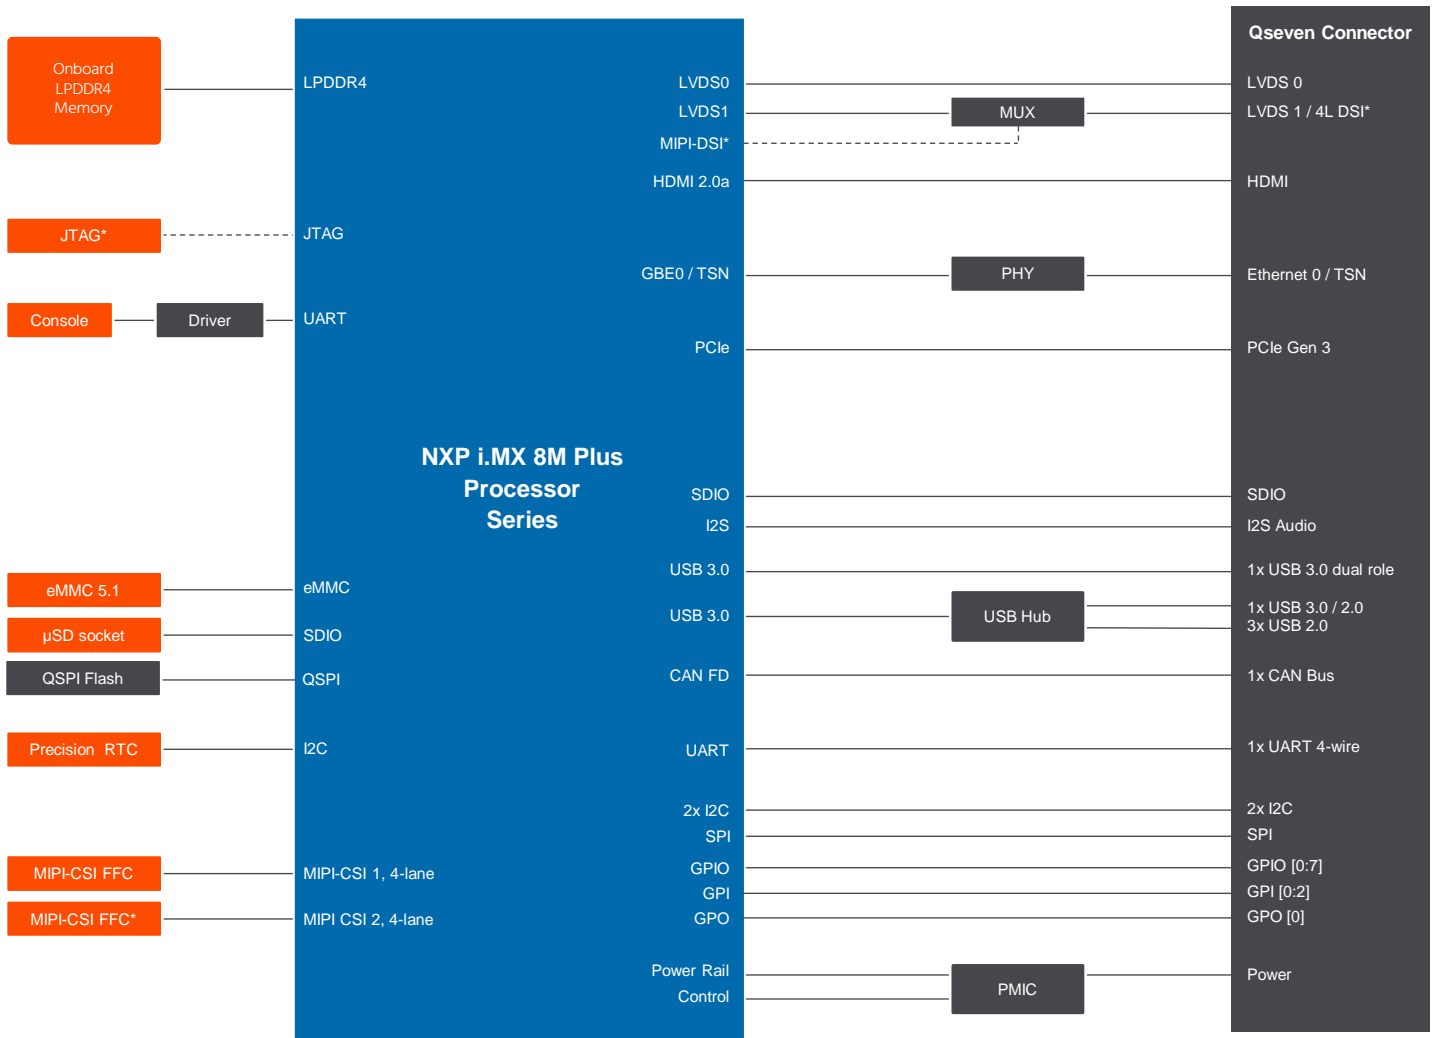 Onboard
LPDDR4
Memory
JTAG*
Console
Driver
eMMC 5.1
µSD socket
QSPI Flash
Precision RTC
MIPI-CSI FFC
MIPI-CSI FFC*
LPDDR4
JTAG
UART
eMMC
SDIO
QSPI
I2C
MIPI-CSI 1, 4-lane
MIPI CSI 2, 4-lane
NXP i.MX 8M Plus
Processor
Series
LVDS0
LVDS1
MIPI-DSI*
HDMI 2.0a
GBE0 / TSN
PCIe
SDIO
I2S
USB 3.0
USB 3.0
CAN FD
UART
2x I2C
SPI
GPIO
GPI
GPO
Power Rail
Control
MUX
PHY
USB Hub
PMIC
Qseven Connector
LVDS 0
LVDS 1 / 4L DSI*
HDMI
Ethernet 0 / TSN
PCIe Gen 3
SDIO
I2S Audio
1x USB 3.0 dual role
1x USB 3.0 / 2.0
3x USB 2.0
1x CAN Bus
1x UART 4-wire
2x I2C
SPI
GPIO [0:7]
GPI [0:2]
GPO [0]
Power